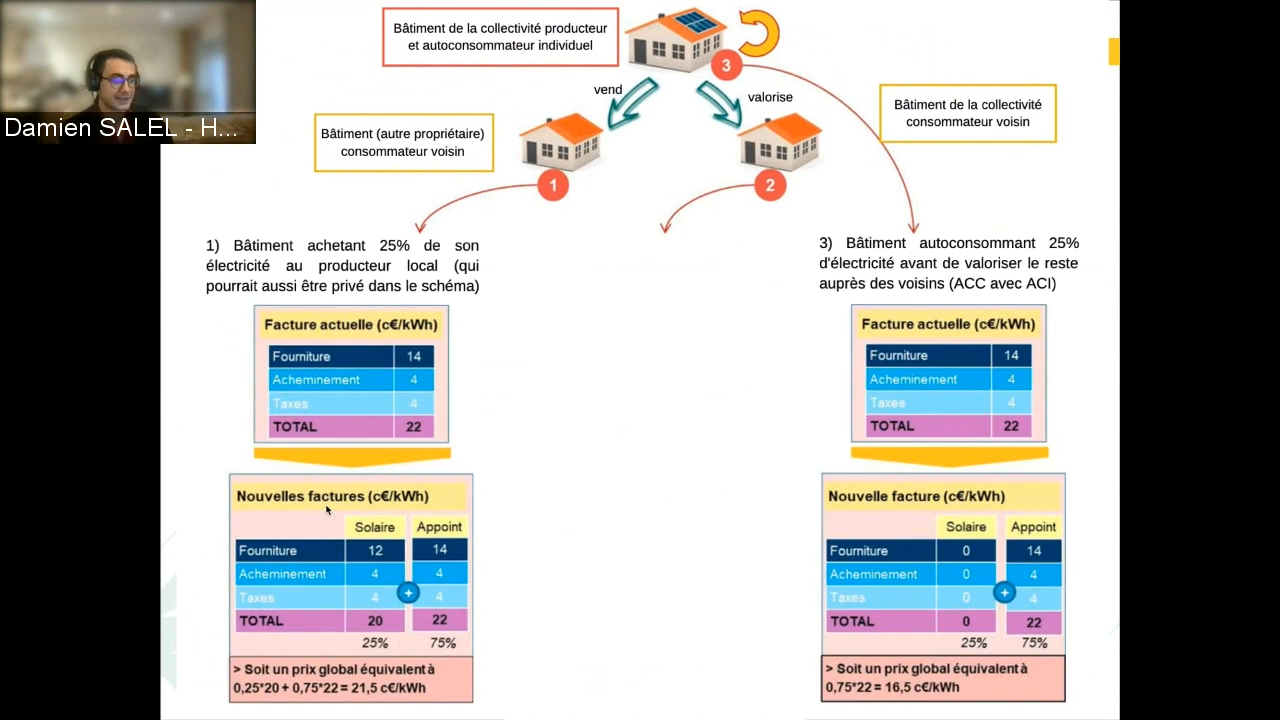 Damien SALEL - H...
Bâtiment de la collectivité producteur
et autoconsommateur individuel
3
vend
valorise
Bâtiment (autre propriétaire)
consommateur voisin
Bâtiment de la collectivité
consommateur voisin
1
2
1) Bâtiment achetant 25% de son
électricité au producteur local (qui
pourrait aussi être privé dans le schéma)
Facture actuelle (c€/kWh)
Fourniture 14
Acheminement 4
Taxes 4
TOTAL 22
Nouvelles factures (c€/kWh)
Solaire Appoint
Fourniture 12 14
Acheminement 4 4
Taxes 4 + 4
TOTAL 20 22
25% 75%
> Soit un prix global équivalent à
0,25*20 + 0,75*22 = 21,5 c€/kWh
3) Bâtiment autoconsommant 25%
d'électricité avant de valoriser le reste
auprès des voisins (ACC avec ACI)
Facture actuelle (c€/kWh)
Fourniture 14
Acheminement 4
Taxes 4
TOTAL 22
Nouvelle facture (c€/kWh)
Solaire Appoint
Fourniture 0 14
Acheminement 0 4
Taxes 0 + 4
TOTAL 0 22
25% 75%
> Soit un prix global équivalent à
0,75*22 = 16,5 c€/kWh